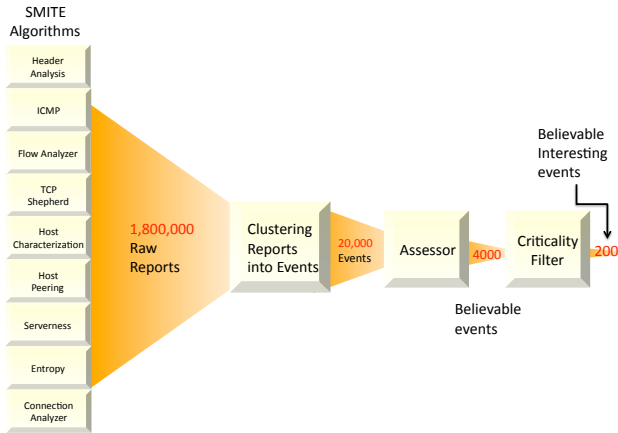 SMITE
Algorithms
Header
Analysis
ICMP
Flow Analyzer
TCP
Shepherd
Host
Characterization
Host
Peering
Serverness
Entropy
Connection
Analyzer
1,800,000
Raw
Reports
Clustering
Reports
into Events
20,000
Events
Assessor
4000
Believable
events
Criticality
Filter
Believable
Interesting
events
200